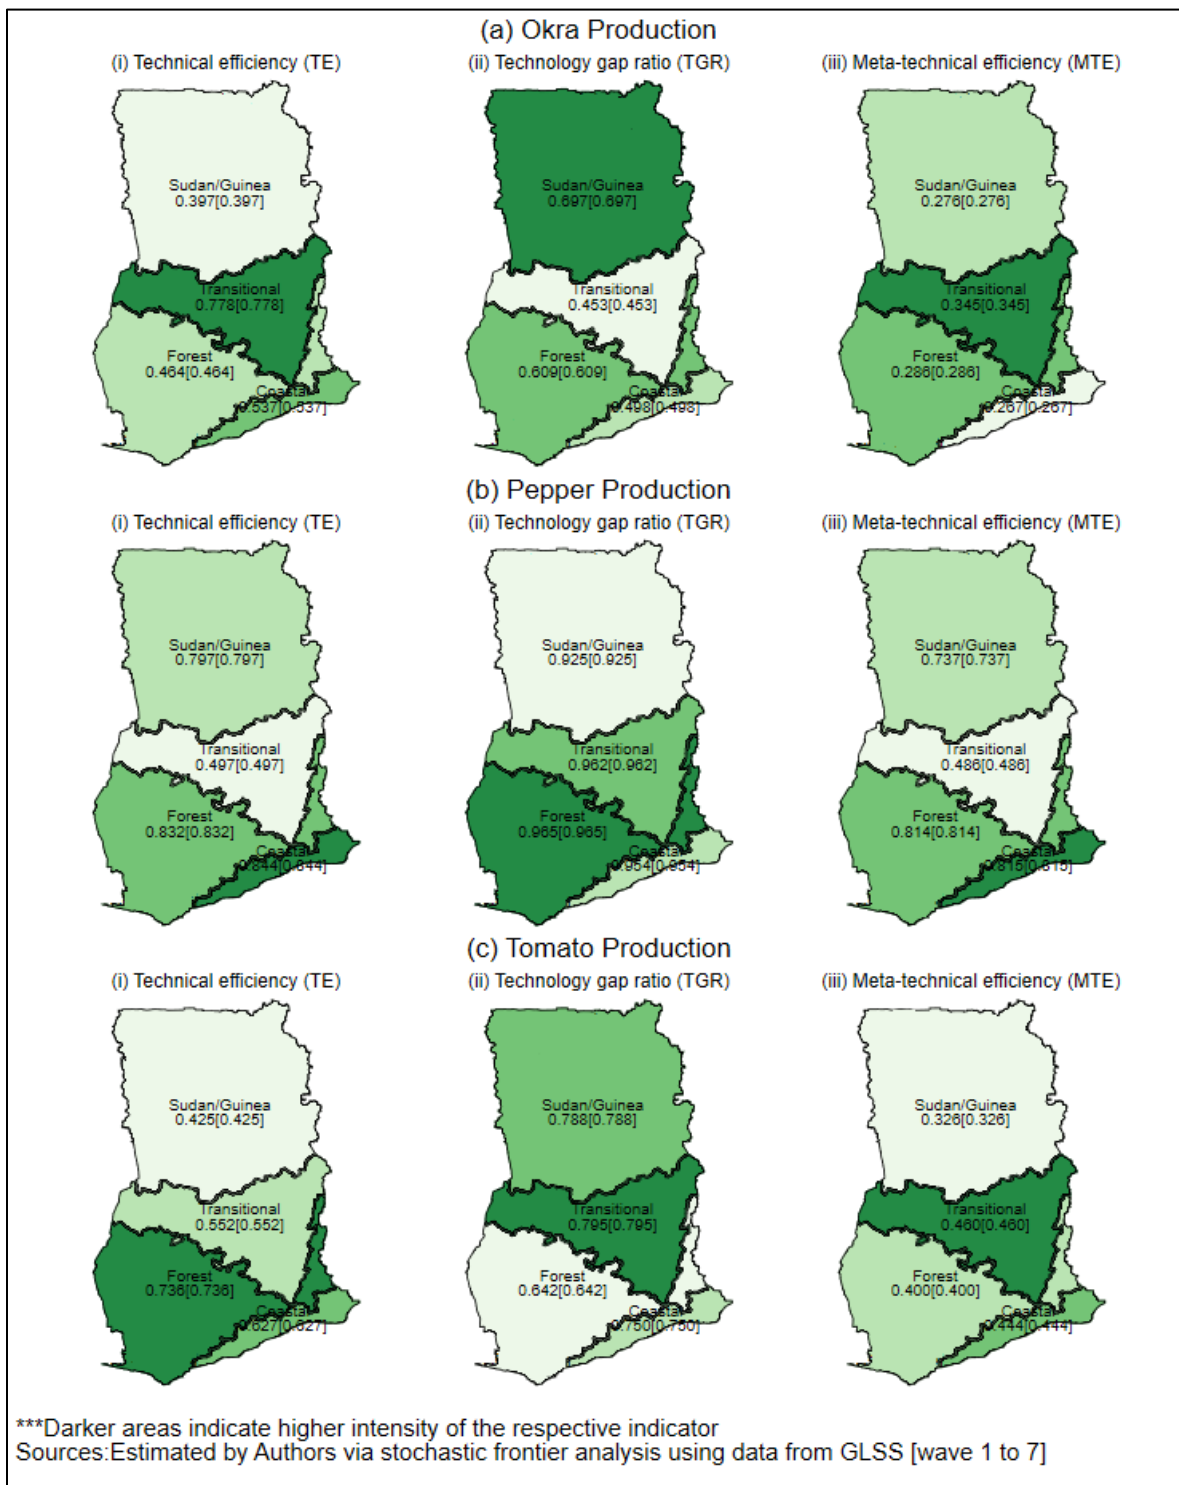 (a) Okra Production
(i) Technical efficiency (TE)
(ii) Technology gap ratio (TGR)
(iii) Meta-technical efficiency (MTE)
Sudan/Guinea
0.397[0.397]
Transitional
0.778[0.778]
Forest
0.464[0.464]
Coastal
0.537[0.537]
Sudan/Guinea
0.697[0.697]
Transitional
0.453[0.453]
Forest
0.609[0.609]
Coastal
0.498[0.498]
Sudan/Guinea
0.276[0.276]
Transitional
0.345[0.345]
Forest
0.286[0.286]
Coastal
0.267[0.267]
(b) Pepper Production
(i) Technical efficiency (TE)
(ii) Technology gap ratio (TGR)
(iii) Meta-technical efficiency (MTE)
Sudan/Guinea
0.797[0.797]
Transitional
0.497[0.497]
Forest
0.832[0.832]
Coastal
0.844[0.844]
Sudan/Guinea
0.925[0.925]
Transitional
0.962[0.962]
Forest
0.965[0.965]
Coastal
0.954[0.954]
Sudan/Guinea
0.737[0.737]
Transitional
0.486[0.486]
Forest
0.814[0.814]
Coastal
0.815[0.815]
(c) Tomato Production
(i) Technical efficiency (TE)
(ii) Technology gap ratio (TGR)
(iii) Meta-technical efficiency (MTE)
Sudan/Guinea
0.425[0.425]
Transitional
0.552[0.552]
Forest
0.736[0.736]
Coastal
0.627[0.627]
Sudan/Guinea
0.788[0.788]
Transitional
0.795[0.795]
Forest
0.642[0.642]
Coastal
0.750[0.750]
Sudan/Guinea
0.326[0.326]
Transitional
0.460[0.460]
Forest
0.400[0.400]
Coastal
0.444[0.444]
***Darker areas indicate higher intensity of the respective indicator
Sources:Estimated by Authors via stochastic frontier analysis using data from GLSS [wave 1 to 7]